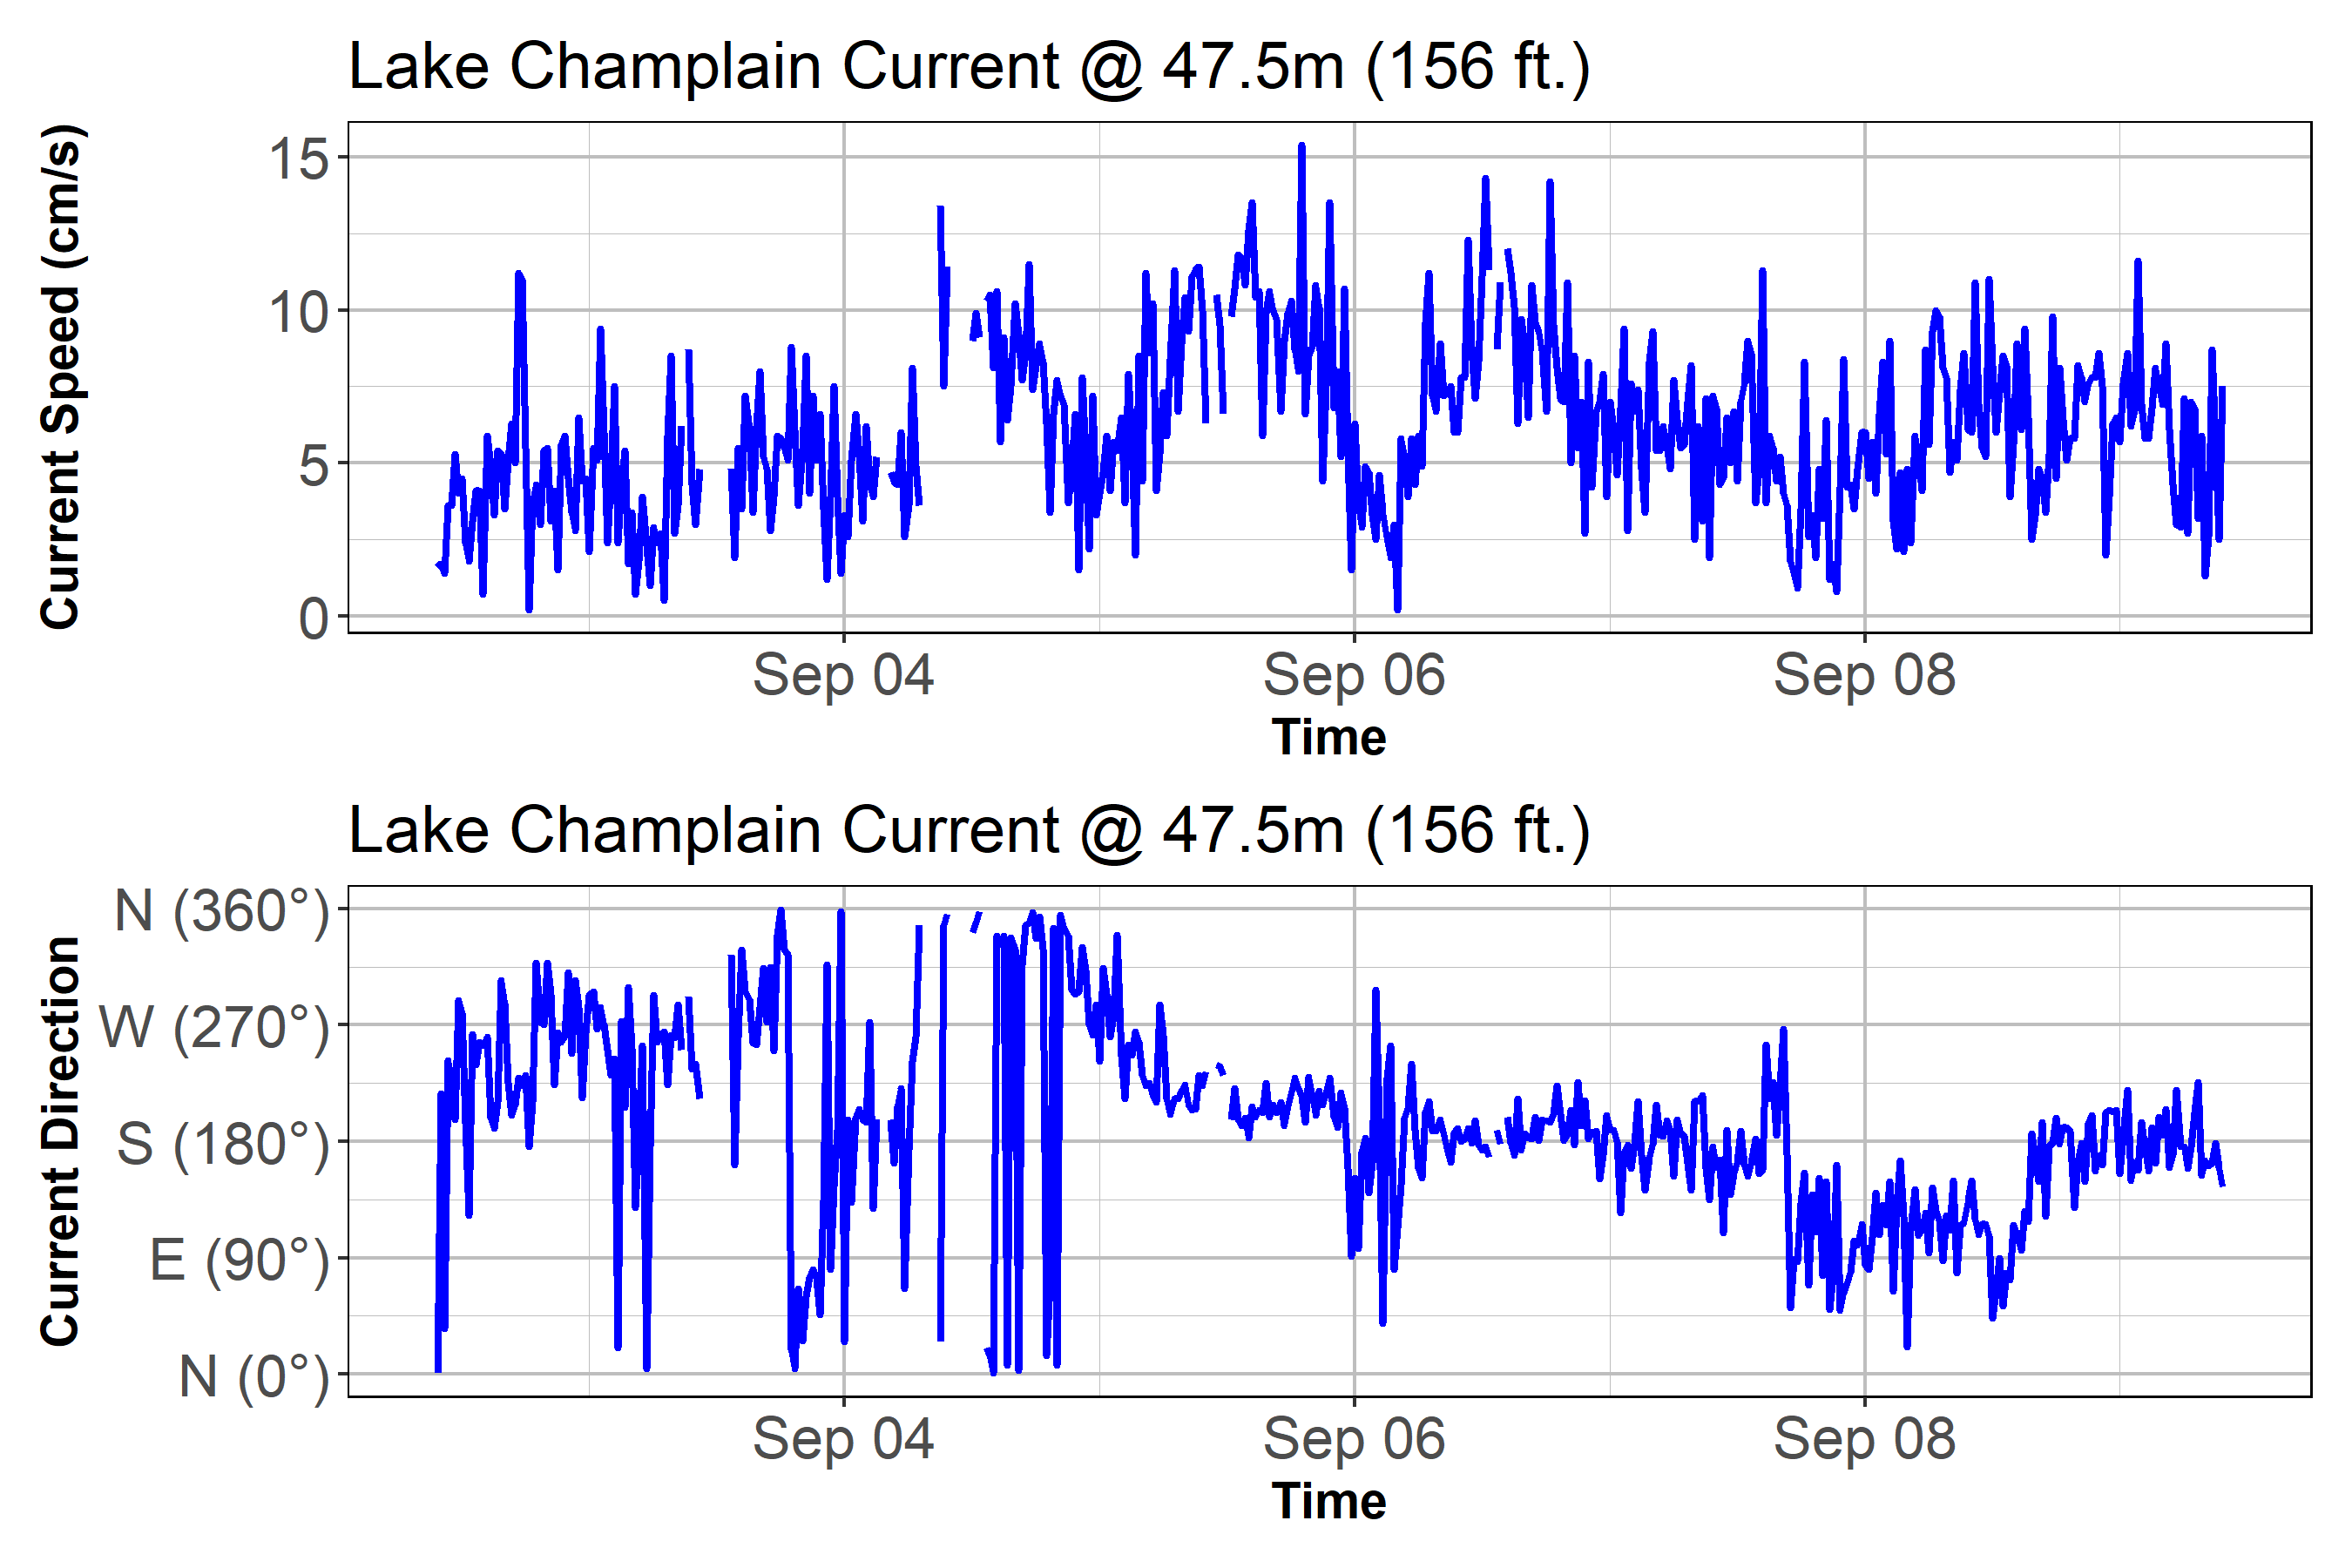 Lake Champlain Current @ 47.5m (156 ft.)
Current Speed (cm/s)
15
10
5
0
Sep 04 Sep 06 Sep 08
Time
Lake Champlain Current @ 47.5m (156 ft.)
Current Direction
N (360°)
W (270°)
S (180°)
E (90°)
N (0°)
Sep 04 Sep 06 Sep 08
Time